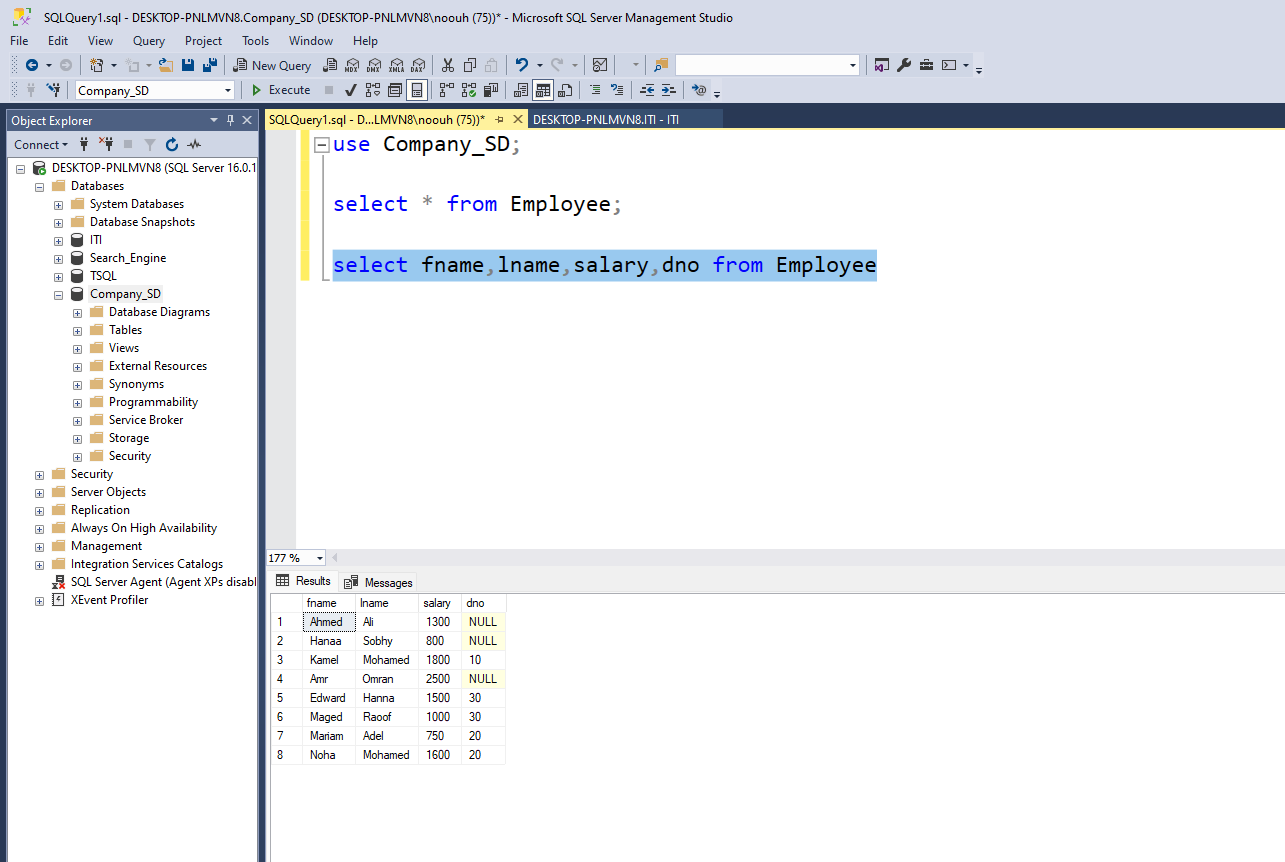 SQLQuery1.sql - DESKTOP-PNLMVN8.Company_SD (DESKTOP-PNLMVN8\noouh (75))* - Microsoft SQL Server Management Studio
File Edit View Query Project Tools Window Help
New Query MDX DMX XMLA DAX
Company_SD Execute
Object Explorer
Connect
DESKTOP-PNLMVN8 (SQL Server 16.0.1
Databases
System Databases
Database Snapshots
ITI
Search_Engine
TSQL
Company_SD
Database Diagrams
Tables
Views
External Resources
Synonyms
Programmability
Service Broker
Storage
Security
Security
Server Objects
Replication
Always On High Availability
Management
Integration Services Catalogs
SQL Server Agent (Agent XPs disabl
XEvent Profiler
SQLQuery1.sql - D...LMVN8\noouh (75))* DESKTOP-PNLMVN8.ITI - ITI
use Company_SD;
select * from Employee;
select fname,lname,salary,dno from Employee
177 %
Results Messages
fname lname salary dno
1 Ahmed Ali 1300 NULL
2 Hanaa Sobhy 800 NULL
3 Kamel Mohamed 1800 10
4 Amr Omran 2500 NULL
5 Edward Hanna 1500 30
6 Maged Raoof 1000 30
7 Mariam Adel 750 20
8 Noha Mohamed 1600 20